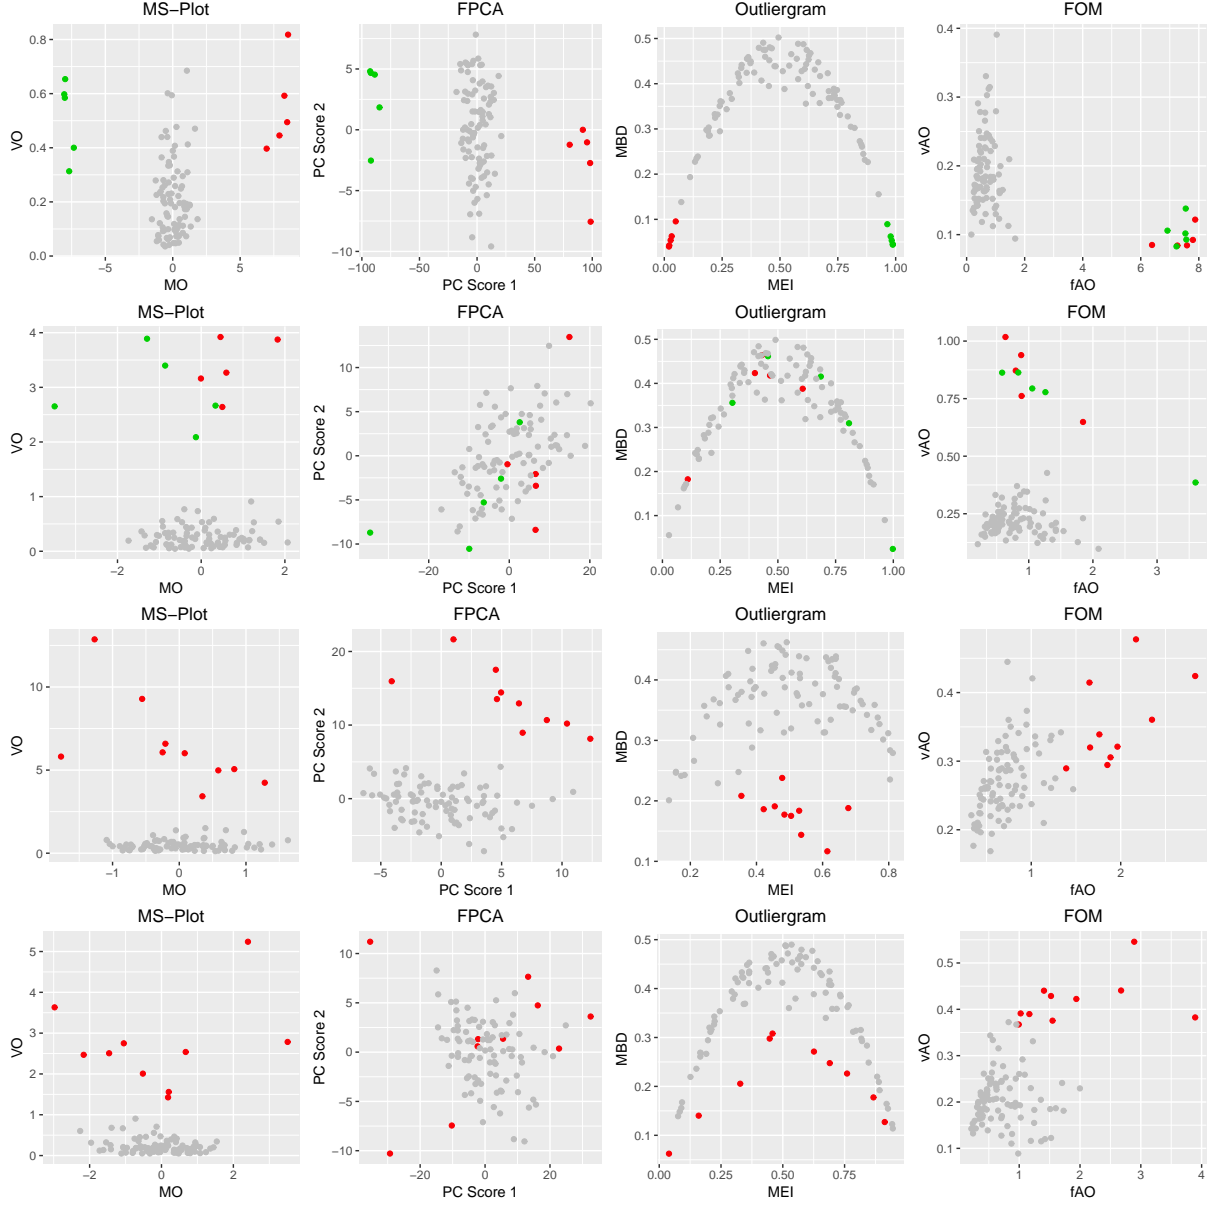 MS−Plot FPCA Outliergram FOM
VO
0.8
0.6
0.4
0.2
0.0
−5 0 5
MO
PC Score 2
5
0
−5
−10
−100 −50 0 50 100
PC Score 1
MBD
0.5
0.4
0.3
0.2
0.1
0.00 0.25 0.50 0.75 1.00
MEI
vAO
0.4
0.3
0.2
0.1
0 2 4 6 8
fAO
MS−Plot FPCA Outliergram FOM
VO
4
3
2
1
0
−2 0 2
MO
PC Score 2
10
5
0
−5
−10
−20 0 20
PC Score 1
MBD
0.5
0.4
0.3
0.2
0.1
0.0
0.00 0.25 0.50 0.75 1.00
MEI
vAO
1.00
0.75
0.50
0.25
1 2 3
fAO
MS−Plot FPCA Outliergram FOM
VO
10
5
0
−1 0 1
MO
PC Score 2
20
10
0
−5 0 5 10
PC Score 1
MBD
0.4
0.3
0.2
0.1
0.2 0.4 0.6 0.8
MEI
vAO
0.4
0.3
0.2
1 2
fAO
MS−Plot FPCA Outliergram FOM
VO
5
4
3
2
1
0
−2 0 2
MO
PC Score 2
10
5
0
−5
−10
−20 0 20
PC Score 1
MBD
0.5
0.4
0.3
0.2
0.1
0.00 0.25 0.50 0.75
MEI
vAO
0.5
0.4
0.3
0.2
0.1
0 1 2 3 4
fAO